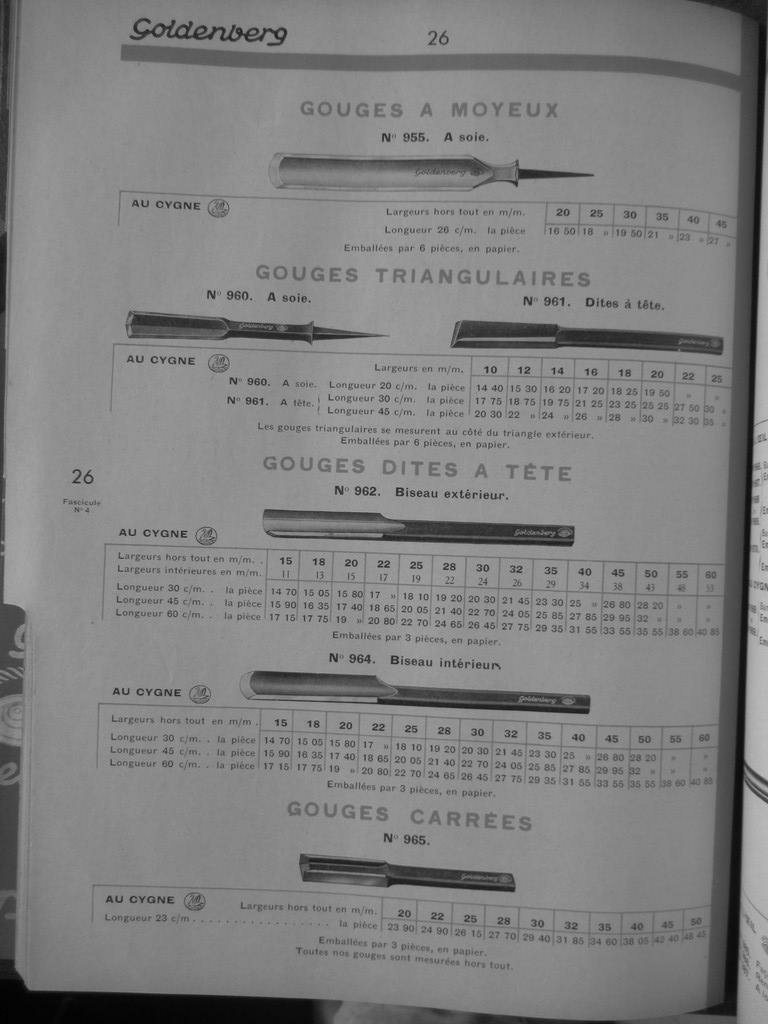 Goldenberg
26
GOUGES A MOYEUX
N° 955. A soie.
Goldenberg
AU CYGNE
Largeurs hors tout en m/m. 20 25 30 35 40 45
Longueur 26 c/m. la pièce 16 50 18 » 19 50 21 » 23 » 27 »
Emballées par 6 pièces, en papier.
GOUGES TRIANGULAIRES
N° 960. A soie.
N° 961. Dites à tête.
Goldenberg
Goldenberg
AU CYGNE
Largeurs en m/m. 10 12 14 16 18 20 22 25
N° 960. A soie. Longueur 20 c/m. la pièce 14 40 15 30 16 20 17 20 18 25 19 50 » »
N° 961. A tête. Longueur 30 c/m. la pièce 17 75 18 75 19 75 21 25 23 25 25 25 27 50 30 »
Longueur 45 c/m. la pièce 20 30 22 » 24 » 26 » 28 » 30 » 32 30 35 »
Les gouges triangulaires se mesurent au côté du triangle extérieur.
Emballées par 6 pièces, en papier.
26
Fascicule
N° 4
GOUGES DITES A TÊTE
N° 962. Biseau extérieur.
Goldenberg
AU CYGNE
Largeurs hors tout en m/m. . 15 18 20 22 25 28 30 32 35 40 45 50 55 60
Largeurs intérieures en m/m. 11 13 15 17 19 22 24 26 29 34 38 43 48 53
Longueur 30 c/m. . la pièce 14 70 15 05 15 80 17 » 18 10 19 20 20 30 21 45 23 30 25 » 26 80 28 20 » »
Longueur 45 c/m. . la pièce 15 90 16 35 17 40 18 65 20 05 21 40 22 70 24 05 25 85 27 85 29 95 32 » » »
Longueur 60 c/m. . la pièce 17 15 17 75 19 » 20 80 22 70 24 65 26 45 27 75 29 35 31 55 33 55 35 55 38 60 40 85
Emballées par 3 pièces, en papier.
N° 964. Biseau intérieur
Goldenberg
AU CYGNE
Largeurs hors tout en m/m . 15 18 20 22 25 28 30 32 35 40 45 50 55 60
Longueur 30 c/m. . la pièce 14 70 15 05 15 80 17 » 18 10 19 20 20 30 21 45 23 30 25 » 26 80 28 20 » »
Longueur 45 c/m. . la pièce 15 90 16 35 17 40 18 65 20 05 21 40 22 70 24 05 25 85 27 85 29 95 32 » » »
Longueur 60 c/m. . la pièce 17 15 17 75 19 » 20 80 22 70 24 65 26 45 27 75 29 35 31 55 33 55 35 55 38 60 40 85
Emballées par 3 pièces, en papier.
GOUGES CARRÉES
N° 965.
Goldenberg
AU CYGNE
Largeurs hors tout en m/m. 20 22 25 28 30 32 35 40 45 50
Longueur 23 c/m . . . . . . . . . . . . . . . . la pièce 23 90 24 90 26 15 27 70 29 40 31 85 34 60 38 05 42 40 48 45
Emballées par 3 pièces, en papier.
Toutes nos gouges sont mesurées hors tout.